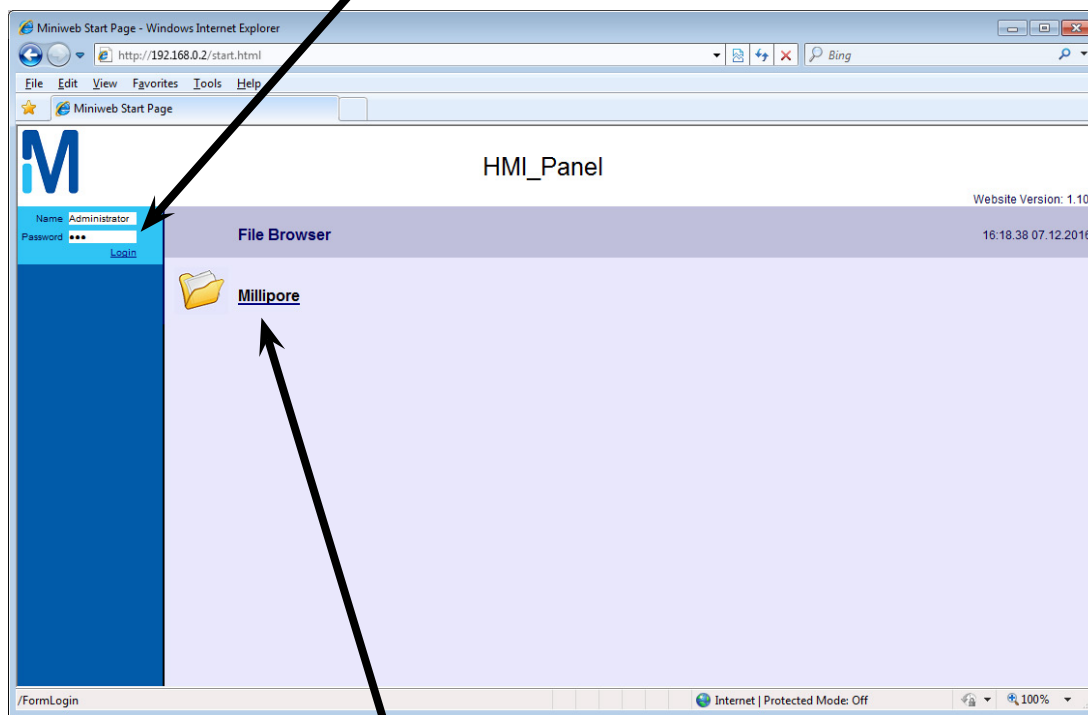 Miniweb Start Page - Windows Internet Explorer
http://192.168.0.2/start.html
Bing
File Edit View Favorites Tools Help
Miniweb Start Page
M
HMI_Panel
Website Version: 1.10
Name Administrator
Password •••
Login
File Browser
16:18.38 07.12.2016
Millipore
/FormLogin
Internet | Protected Mode: Off
100%